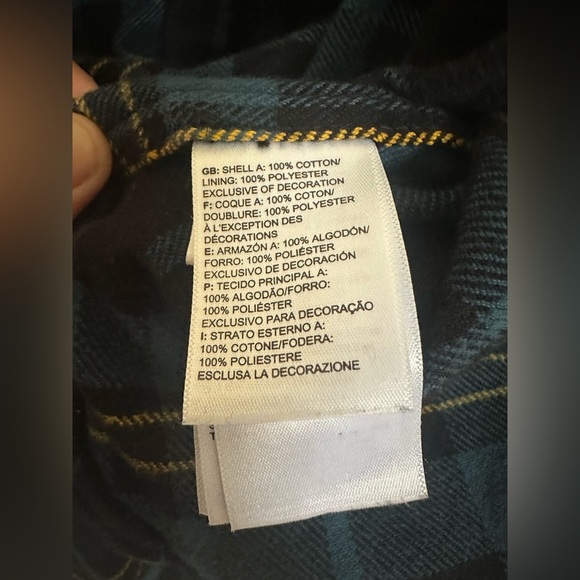 GB: SHELL A: 100% COTTON/
LINING: 100% POLYESTER
EXCLUSIVE OF DECORATION
F: COQUE A: 100% COTON/
DOUBLURE: 100% POLYESTER
À L'EXCEPTION DES
DÉCORATIONS
E: ARMAZÓN A: 100% ALGODÓN/
FORRO: 100% POLIÉSTER
EXCLUSIVO DE DECORACIÓN
P: TECIDO PRINCIPAL A:
100% ALGODÃO/FORRO:
100% POLIÉSTER
EXCLUSIVO PARA DECORAÇÃO
I: STRATO ESTERNO A:
100% COTONE/FODERA:
100% POLIESTERE
ESCLUSA LA DECORAZIONE